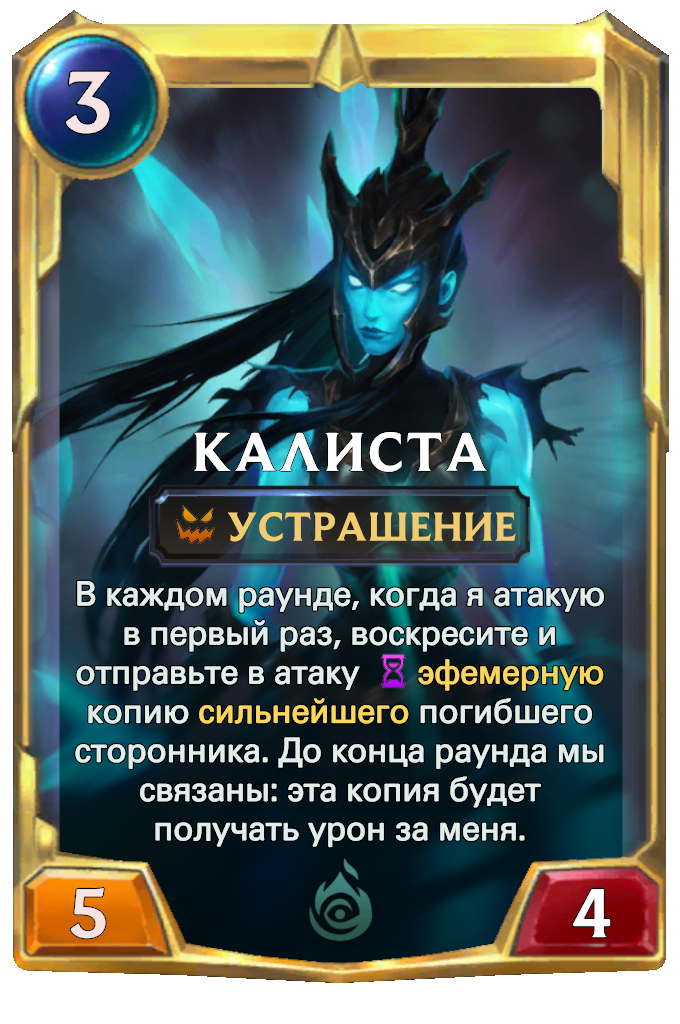 3
КАЛИСТА
УСТРАШЕНИЕ
В каждом раунде, когда я атакую
в первый раз, воскресите и
отправьте в атаку эфемерную
копию сильнейшего погибшего
сторонника. До конца раунда мы
связаны: эта копия будет
получать урон за меня.
5
4